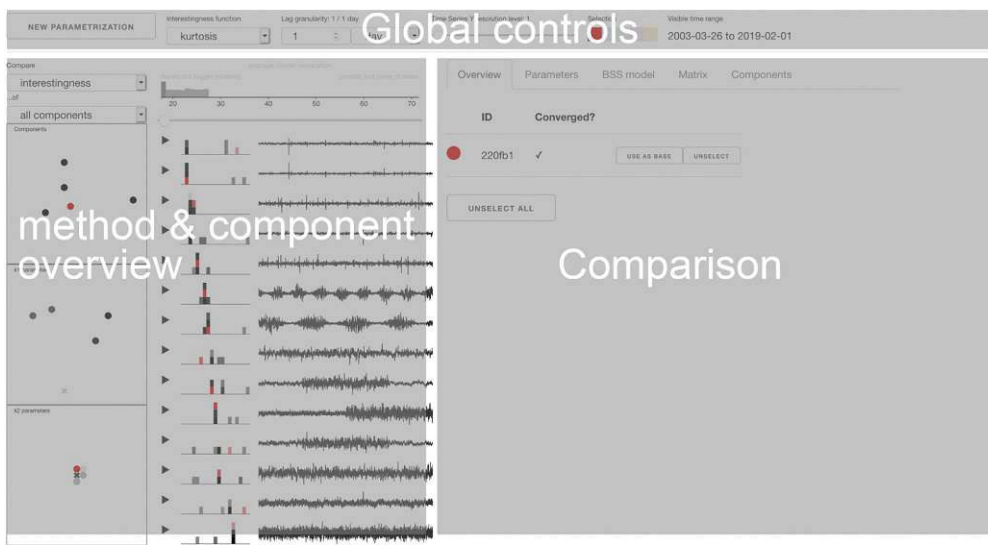 NEW PARAMETRIZATION
Interestingness function
kurtosis
Lag granularity: 1 / 1 day
1
day
Visible time range
2003-03-26 to 2019-02-01
Global controls
Compare
interestingness
...of
all components
Components
k2 parameters
method & component
overview
20 30 40 50 60 70
Overview Parameters BSS model Matrix Components
ID Converged?
220fb1 ✓ USE AS BASE UNSELECT
UNSELECT ALL
Comparison